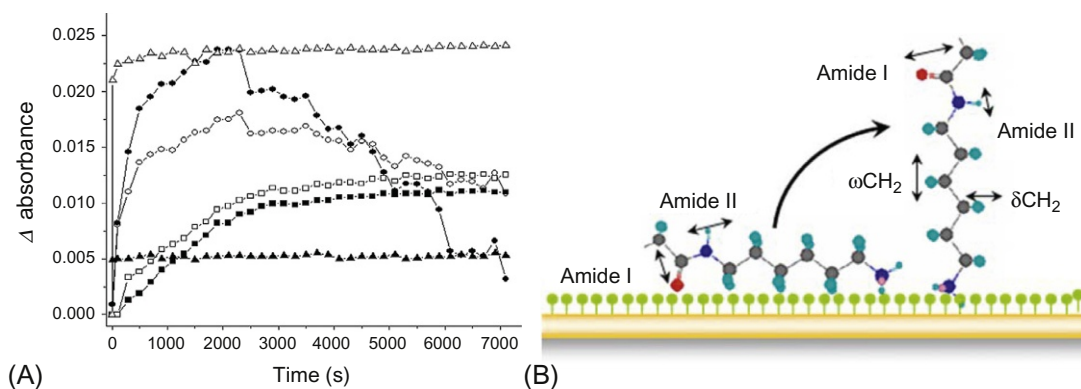 0.025
0.020
0.015
0.010
0.005
0.000
Δ absorbance
0 1000 2000 3000 4000 5000 6000 7000
Time (s)
(A)
Amide I
Amide II
ωCH₂
δCH₂
Amide II
Amide I
(B)